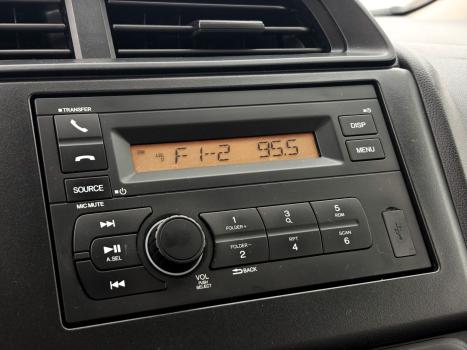 TRANSFER
DISP
F-1--2 95.5
MENU
SOURCE
MIC MUTE
A.SEL
VOL
PUSH
SELECT
1
FOLDER +
3
5
RDM
FOLDER−
2
RPT
4
SCAN
6
BACK